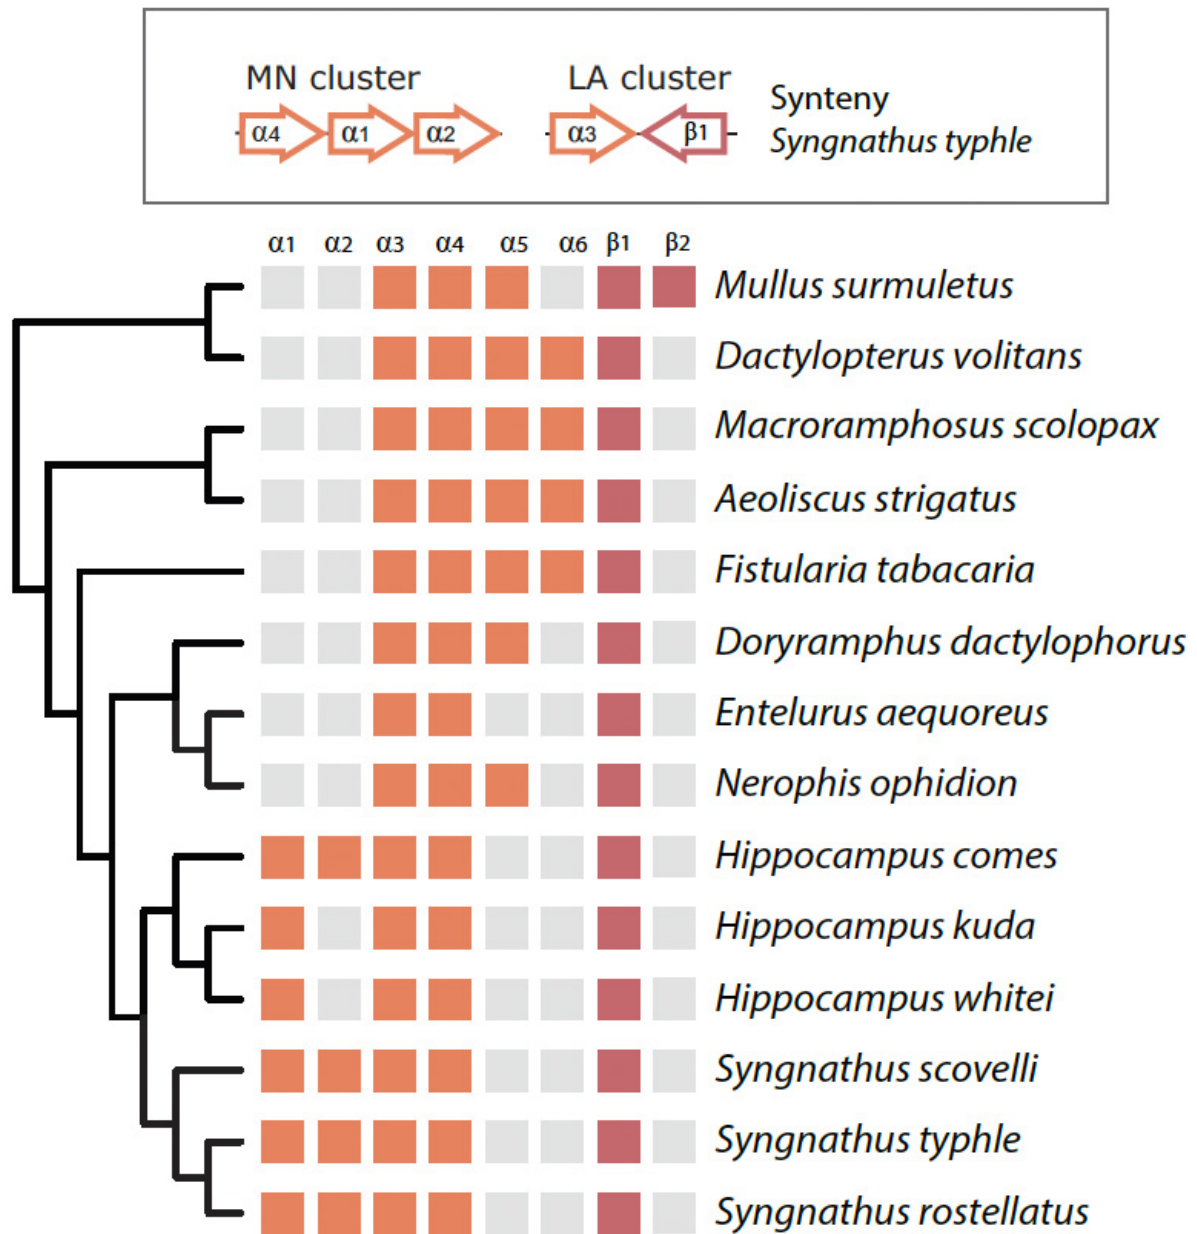 MN cluster LA cluster
Synteny
α4 α1 α2 α3 β1
Syngnathus typhle
α1 α2 α3 α4 α5 α6 β1 β2
Mullus surmuletus
Dactylopterus volitans
Macroramphosus scolopax
Aeoliscus strigatus
Fistularia tabacaria
Doryramphus dactylophorus
Entelurus aequoreus
Nerophis ophidion
Hippocampus comes
Hippocampus kuda
Hippocampus whitei
Syngnathus scovelli
Syngnathus typhle
Syngnathus rostellatus